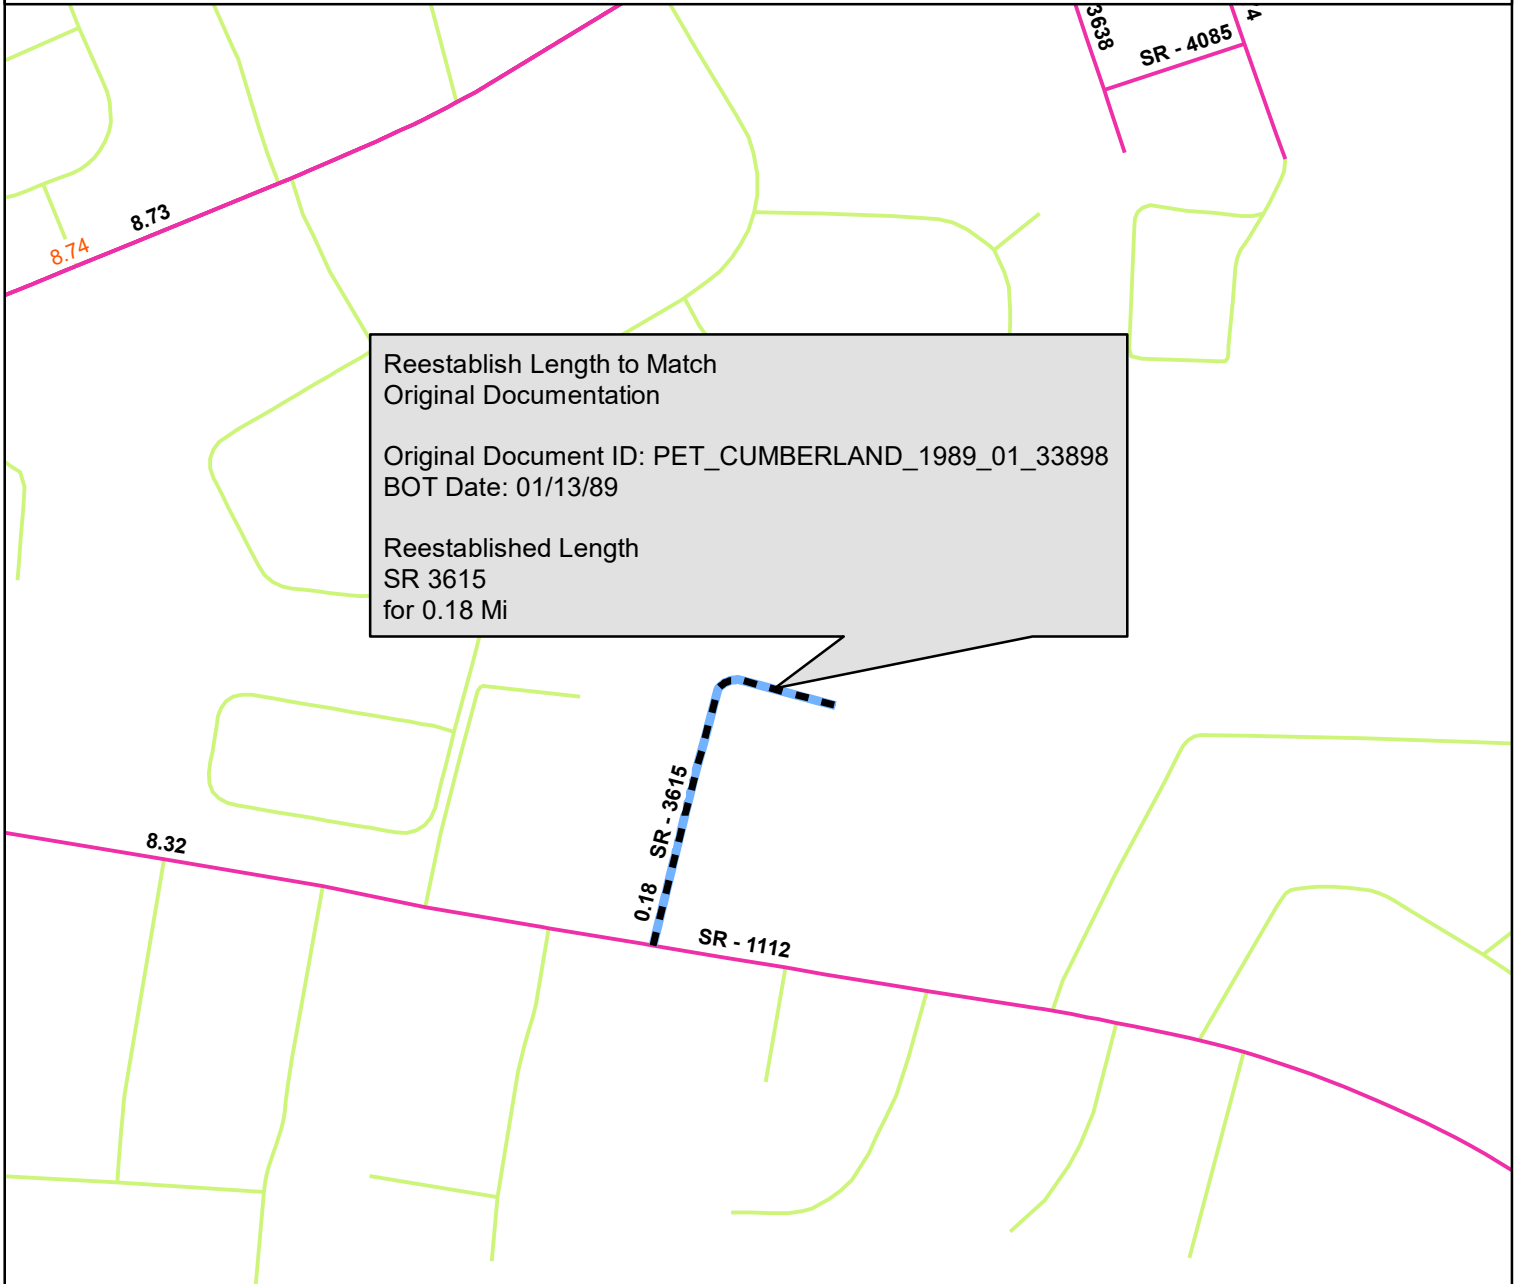 3638
SR - 4085
4
8.73
8.74
Reestablish Length to Match
Original Documentation
Original Document ID: PET_CUMBERLAND_1989_01_33898
BOT Date: 01/13/89
Reestablished Length
SR 3615
for 0.18 Mi
SR - 3615
0.18
8.32
SR - 1112